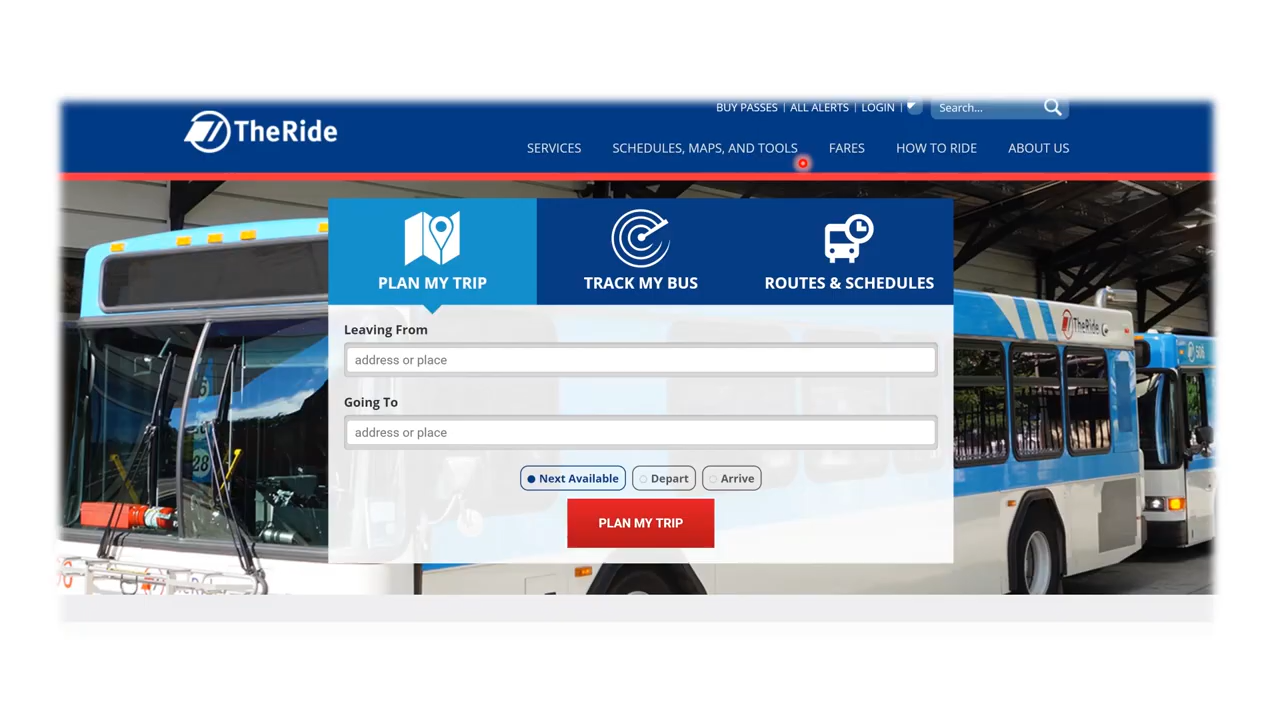 BUY PASSES | ALL ALERTS | LOGIN |
Search...
TheRide
SERVICES
SCHEDULES, MAPS, AND TOOLS
FARES
HOW TO RIDE
ABOUT US
PLAN MY TRIP
TRACK MY BUS
ROUTES & SCHEDULES
Leaving From
address or place
Going To
address or place
Next Available
Depart
Arrive
PLAN MY TRIP
TheRide
28